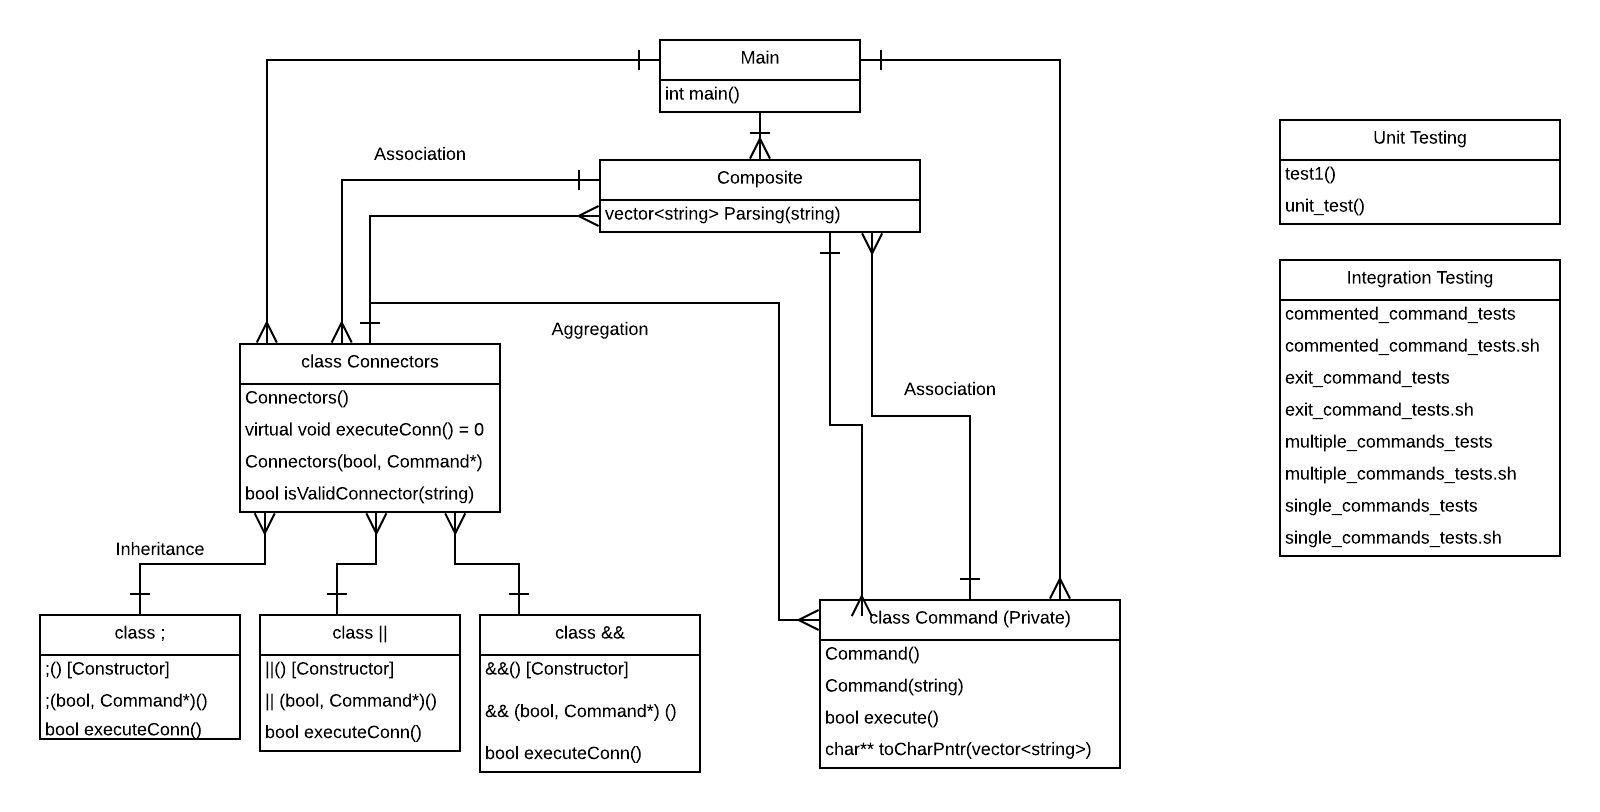 Main
int main()
Association
Composite
vector<string> Parsing(string)
Unit Testing
test1()
unit_test()
Integration Testing
commented_command_tests
commented_command_tests.sh
exit_command_tests
exit_command_tests.sh
multiple_commands_tests
multiple_commands_tests.sh
single_commands_tests
single_commands_tests.sh
Aggregation
Association
class Connectors
Connectors()
virtual void executeConn() = 0
Connectors(bool, Command*)
bool isValidConnector(string)
Inheritance
class ;
;() [Constructor]
;(bool, Command*)()
bool executeConn()
class ||
||() [Constructor]
|| (bool, Command*)()
bool executeConn()
class &&
&&() [Constructor]
&& (bool, Command*) ()
bool executeConn()
class Command (Private)
Command()
Command(string)
bool execute()
char** toCharPntr(vector<string>)